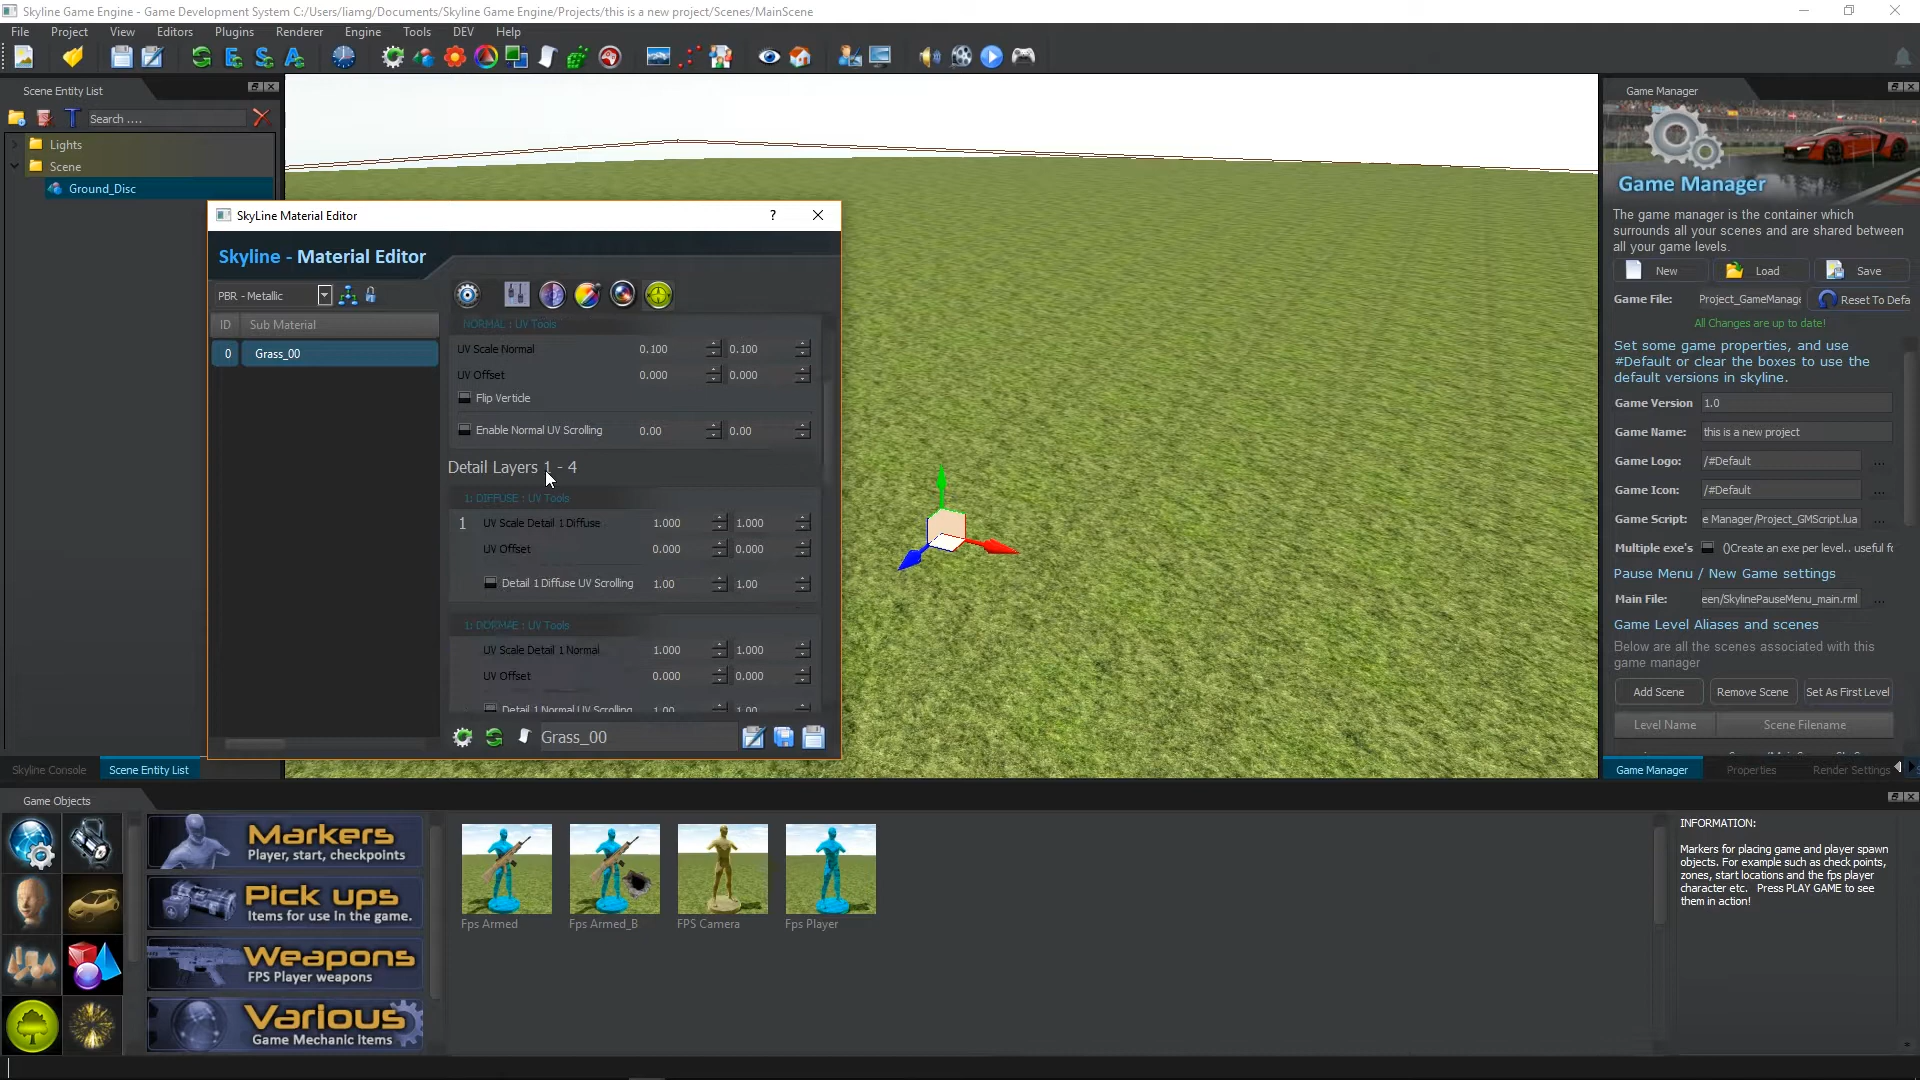 Skyline Game Engine - Game Development System C:/Users/liamg/Documents/Skyline Game Engine/Projects/this is a new project/Scenes/MainScene
File Project View Editors Plugins Renderer Engine Tools DEV Help
Scene Entity List
Search ....
Lights
Scene
Ground_Disc
SkyLine Material Editor
?
Skyline - Material Editor
PBR - Metallic
ID Sub Material
0 Grass_00
NORMAL : UV Tools
UV Scale Normal 0.100 0.100
UV Offset 0.000 0.000
Flip Verticle
Enable Normal UV Scrolling 0.00 0.00
Detail Layers 1 - 4
1: DIFFUSE : UV Tools
1 UV Scale Detail 1 Diffuse 1.000 1.000
UV Offset 0.000 0.000
Detail 1 Diffuse UV Scrolling 1.00 1.00
: UV Tools
UV Scale Detail 1 Normal 1.000 1.000
UV Offset 0.000 0.000
Detail 1 Normal UV Scrolling 1.00 1.00
Grass_00
Skyline Console Scene Entity List
Game Manager
Game Manager
The game manager is the container which
surrounds all your scenes and are shared between
all your game levels.
New Load Save
Game File: Project_GameManage Reset To Defa
All Changes are up to date!
Set some game properties, and use
#Default or clear the boxes to use the
default versions in skyline.
Game Version 1.0
Game Name: this is a new project
Game Logo: /#Default ...
Game Icon: /#Default ...
Game Script: e Manager/Project_GMScript.lua ...
Multiple exe's ()Create an exe per level.. useful fo
Pause Menu / New Game settings
Main File: een/SkylinePauseMenu_main.rml ...
Game Level Aliases and scenes
Below are all the scenes associated with this
game manager
Add Scene Remove Scene Set As First Level
Level Name Scene Filename
Game Manager Properties Render Settings
Game Objects
Markers
Player, start, checkpoints
Pick ups
Items for use in the game.
Weapons
FPS Player weapons
Various
Game Mechanic Items
Fps Armed Fps Armed_B FPS Camera Fps Player
INFORMATION:
Markers for placing game and player spawn
objects. For example such as check points,
zones, start locations and the fps player
character etc. Press PLAY GAME to see
them in action!